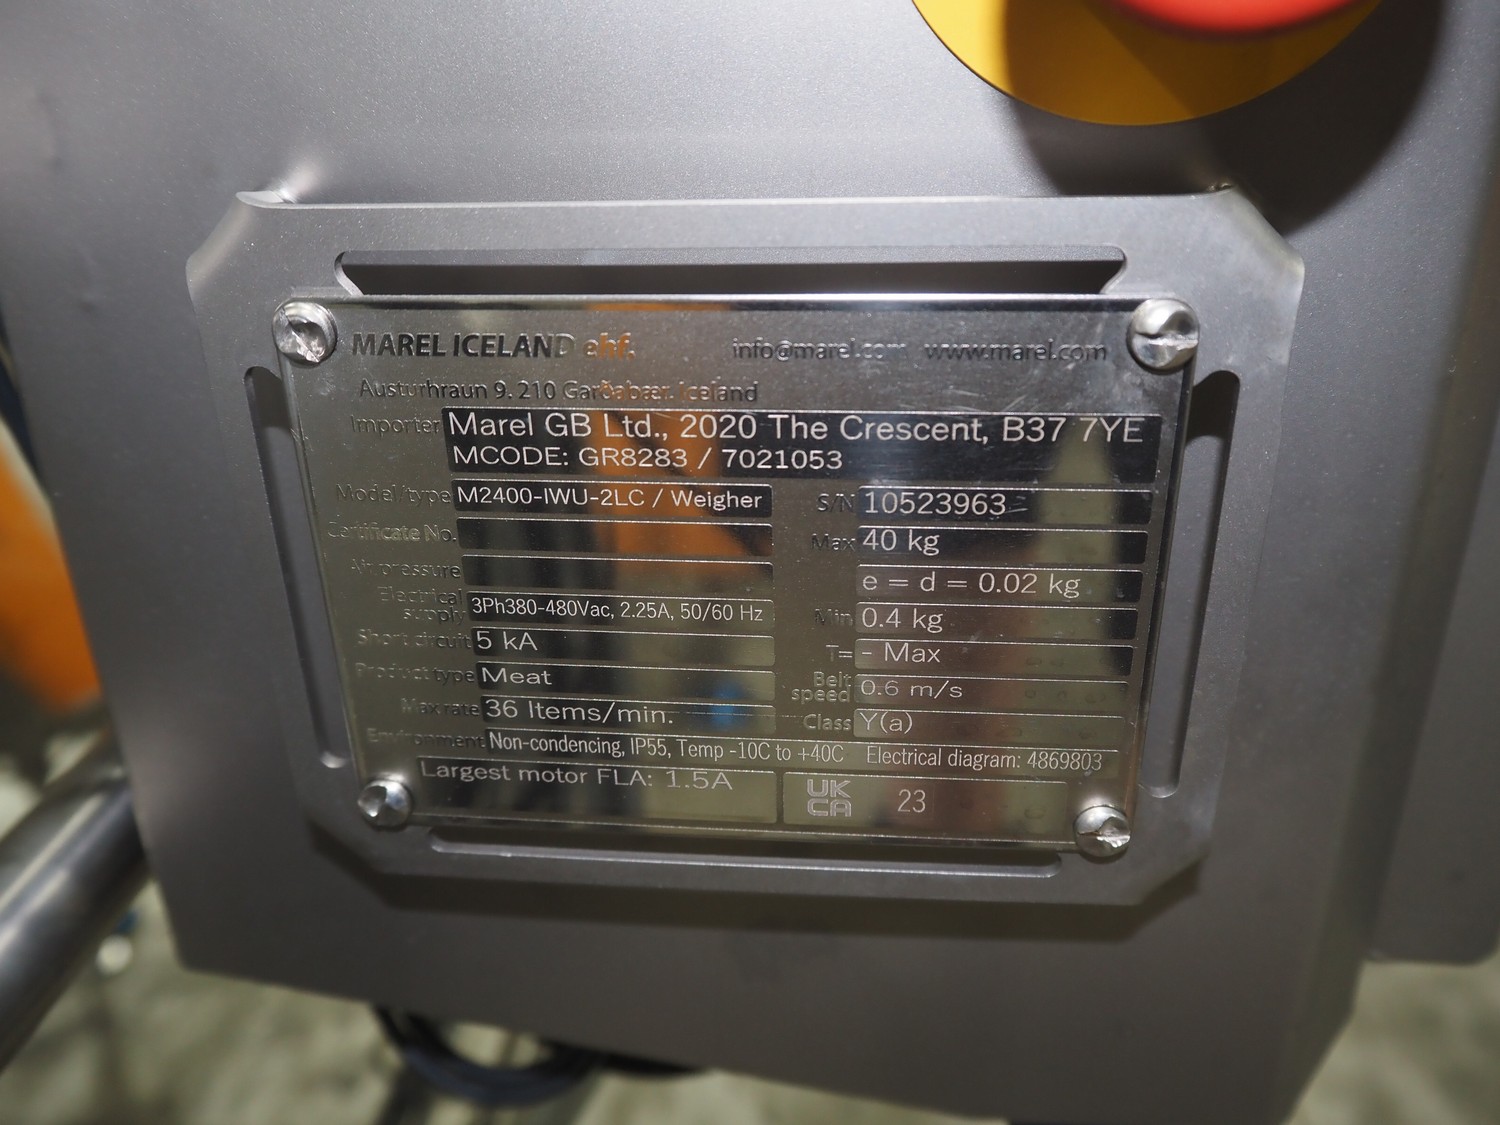 MAREL ICELAND ehf. info@marel.com www.marel.com
Austurhraun 9. 210 Garðabær. Iceland
Importer Marel GB Ltd., 2020 The Crescent, B37 7YE
MCODE: GR8283 / 7021053
Model/type M2400-IWU-2LC / Weigher S/N 10523963
Certificate No. Max 40 kg
Air pressure e = d = 0.02 kg
Electrical supply 3Ph380-480Vac, 2.25A, 50/60 Hz Min 0.4 kg
Short circuit 5 kA T= - Max
Product type Meat Belt speed 0.6 m/s
Max rate 36 Items/min. Class Y(a)
Environment Non-condencing, IP55, Temp -10C to +40C Electrical diagram: 4869803
Largest motor FLA: 1.5A UK CA 23